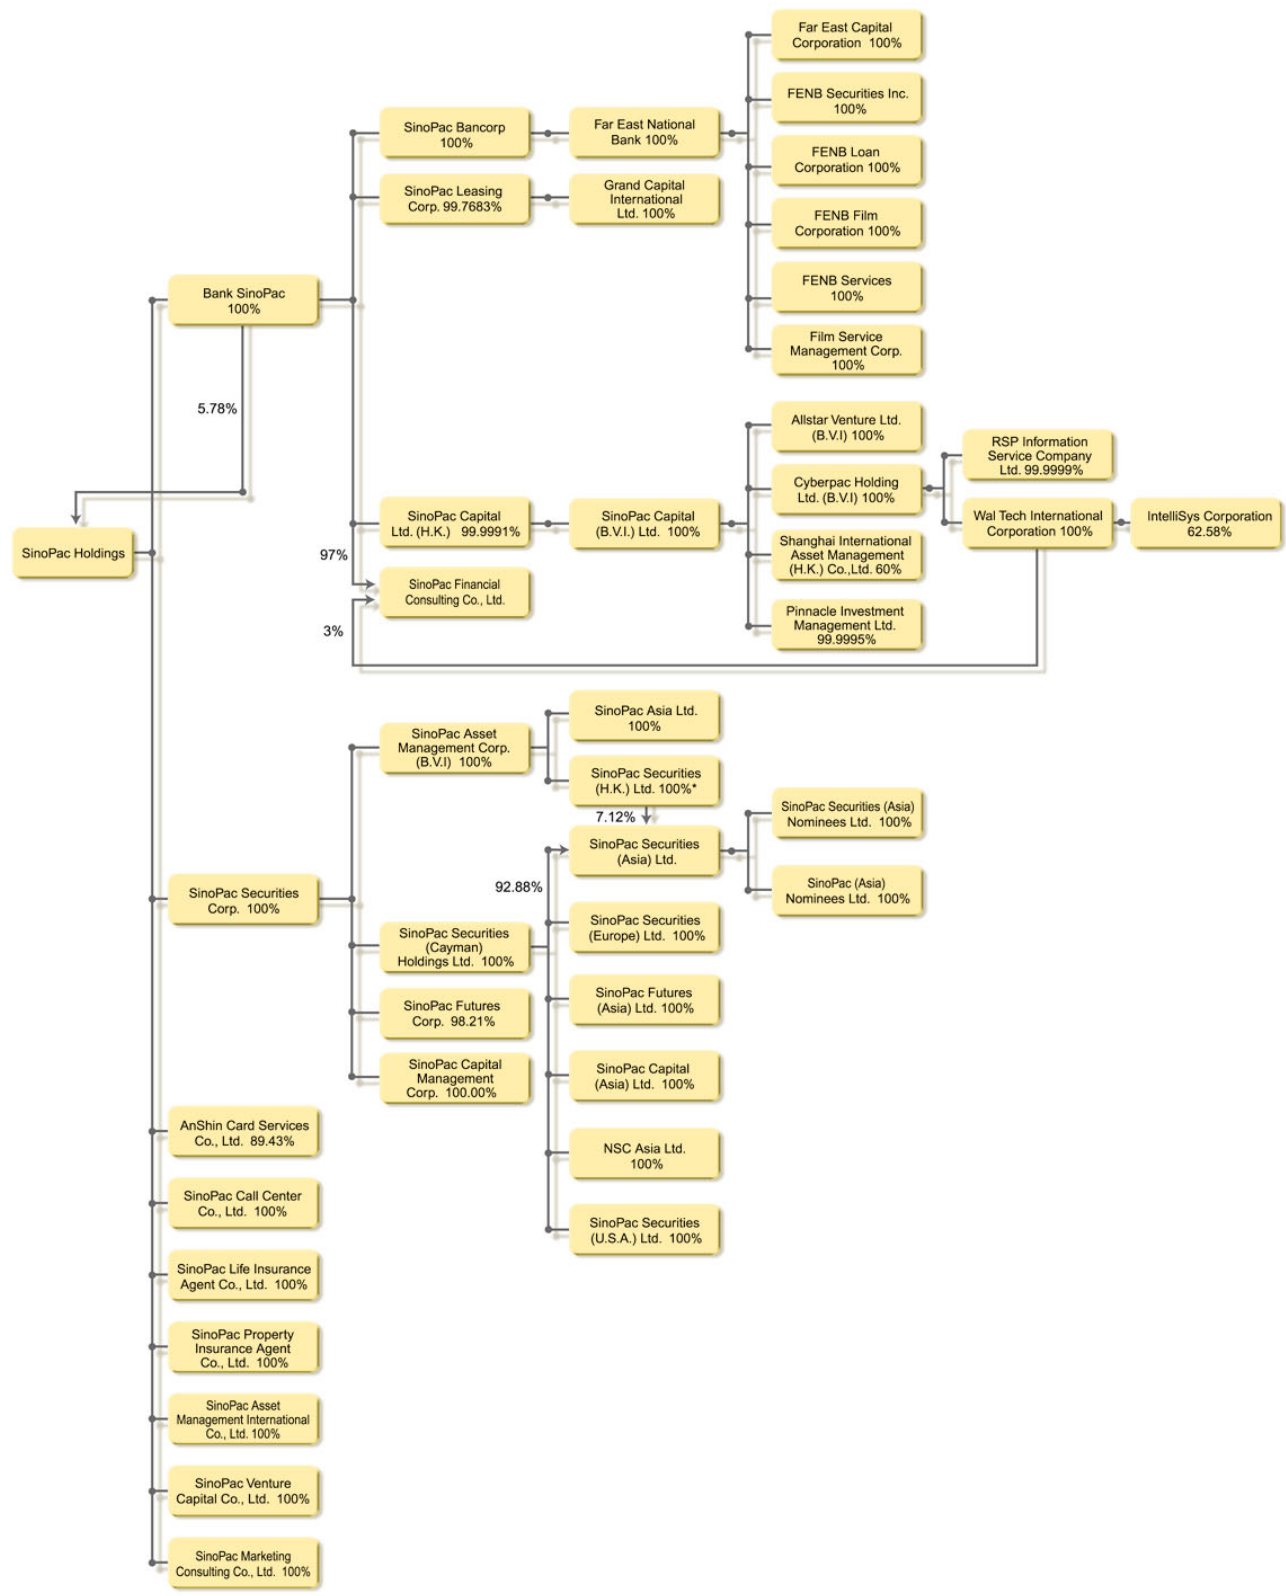 SinoPac Holdings
Bank SinoPac
100%
5.78%
SinoPac Bancorp
100%
Far East National
Bank 100%
Far East Capital
Corporation 100%
FENB Securities Inc.
100%
FENB Loan
Corporation 100%
FENB Film
Corporation 100%
FENB Services
100%
Film Service
Management Corp.
100%
SinoPac Leasing
Corp. 99.7683%
Grand Capital
International
Ltd. 100%
SinoPac Capital
Ltd. (H.K.) 99.9991%
SinoPac Capital
(B.V.I.) Ltd. 100%
Allstar Venture Ltd.
(B.V.I) 100%
Cyberpac Holding
Ltd. (B.V.I) 100%
RSP Information
Service Company
Ltd. 99.9999%
Wal Tech International
Corporation 100%
IntelliSys Corporation
62.58%
Shanghai International
Asset Management
(H.K.) Co.,Ltd. 60%
Pinnacle Investment
Management Ltd.
99.9995%
97%
SinoPac Financial
Consulting Co., Ltd.
3%
SinoPac Securities
Corp. 100%
SinoPac Asset
Management Corp.
(B.V.I) 100%
SinoPac Asia Ltd.
100%
SinoPac Securities
(H.K.) Ltd. 100%*
7.12%
SinoPac Securities
(Asia) Ltd.
SinoPac Securities (Asia)
Nominees Ltd. 100%
SinoPac (Asia)
Nominees Ltd. 100%
92.88%
SinoPac Securities
(Cayman)
Holdings Ltd. 100%
SinoPac Securities
(Europe) Ltd. 100%
SinoPac Futures
(Asia) Ltd. 100%
SinoPac Capital
(Asia) Ltd. 100%
NSC Asia Ltd.
100%
SinoPac Securities
(U.S.A.) Ltd. 100%
SinoPac Futures
Corp. 98.21%
SinoPac Capital
Management
Corp. 100.00%
AnShin Card Services
Co., Ltd. 89.43%
SinoPac Call Center
Co., Ltd. 100%
SinoPac Life Insurance
Agent Co., Ltd. 100%
SinoPac Property
Insurance Agent
Co., Ltd. 100%
SinoPac Asset
Management International
Co., Ltd. 100%
SinoPac Venture
Capital Co., Ltd. 100%
SinoPac Marketing
Consulting Co., Ltd. 100%